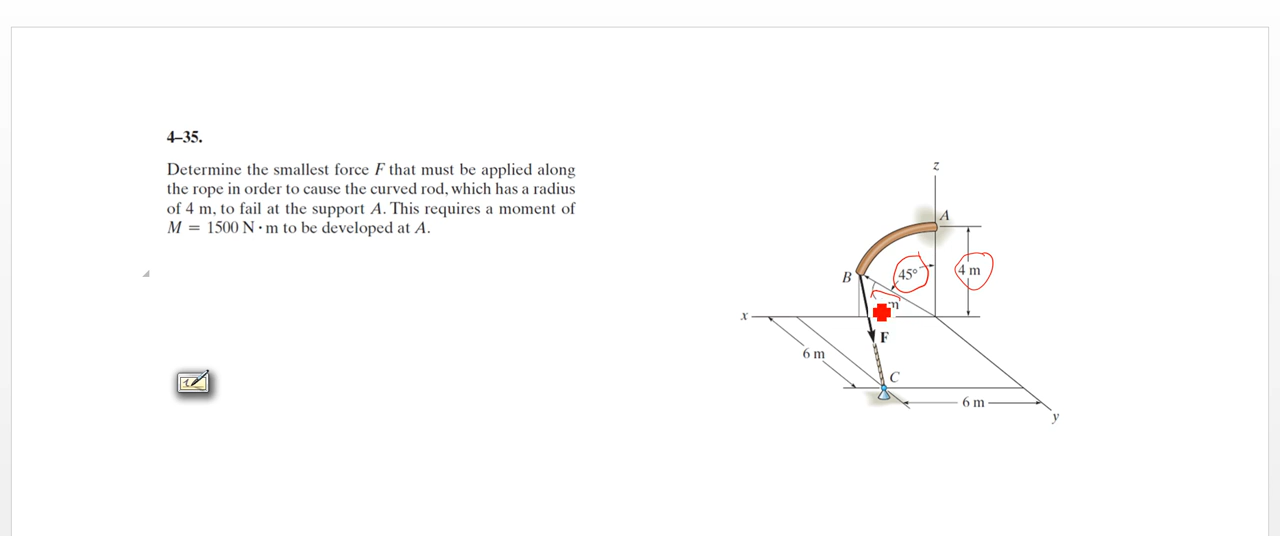 4–35.
Determine the smallest force F that must be applied along
the rope in order to cause the curved rod, which has a radius
of 4 m, to fail at the support A. This requires a moment of
M = 1500 N · m to be developed at A.
z
A
B
45°
4 m
m
x
F
6 m
C
6 m
y